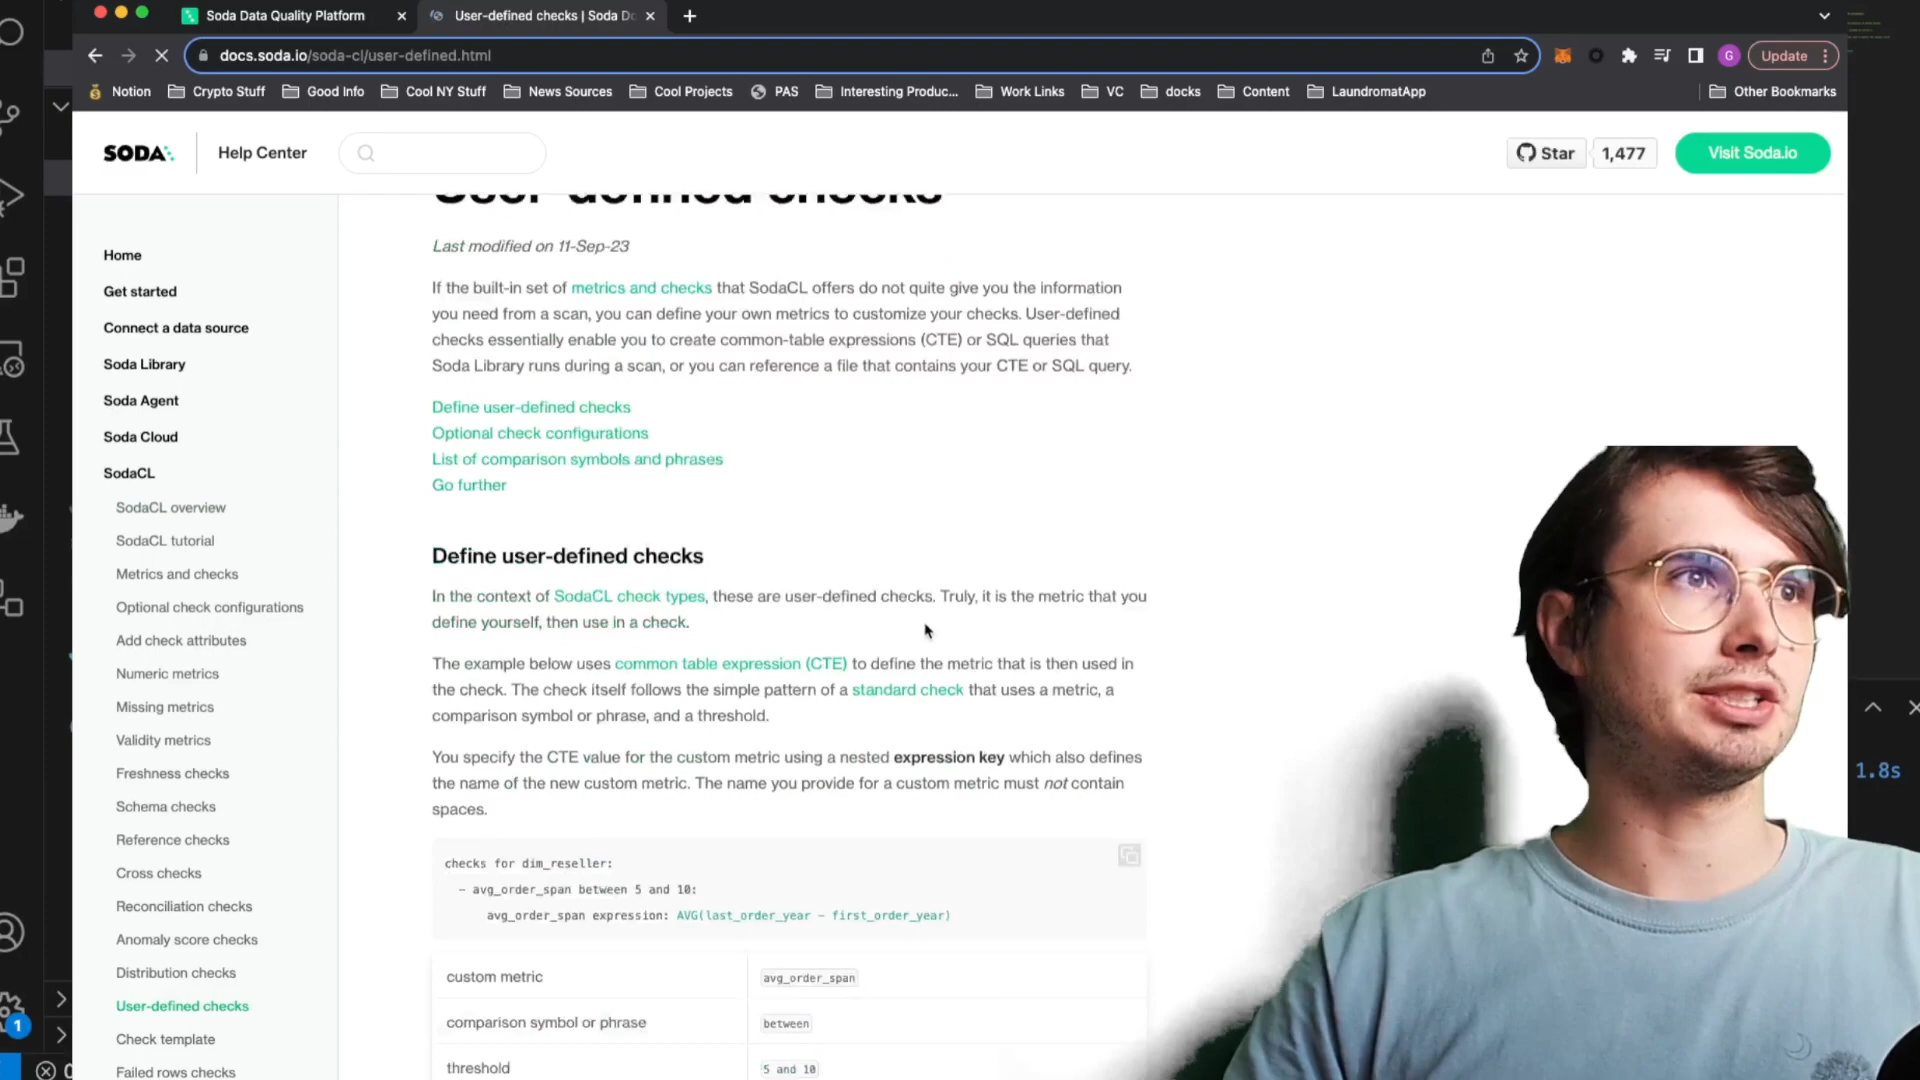 Soda Data Quality Platform
User-defined checks | Soda Do
docs.soda.io/soda-cl/user-defined.html
G
Update
Notion
Crypto Stuff
Good Info
Cool NY Stuff
News Sources
Cool Projects
PAS
Interesting Produc...
Work Links
VC
docks
Content
LaundromatApp
Other Bookmarks
SODA
Help Center
Star
1,477
Visit Soda.io
Home
Get started
Connect a data source
Soda Library
Soda Agent
Soda Cloud
SodaCL
SodaCL overview
SodaCL tutorial
Metrics and checks
Optional check configurations
Add check attributes
Numeric metrics
Missing metrics
Validity metrics
Freshness checks
Schema checks
Reference checks
Cross checks
Reconciliation checks
Anomaly score checks
Distribution checks
User-defined checks
Check template
Failed rows checks
User-defined checks
Last modified on 11-Sep-23
If the built-in set of metrics and checks that SodaCL offers do not quite give you the information
you need from a scan, you can define your own metrics to customize your checks. User-defined
checks essentially enable you to create common-table expressions (CTE) or SQL queries that
Soda Library runs during a scan, or you can reference a file that contains your CTE or SQL query.
Define user-defined checks
Optional check configurations
List of comparison symbols and phrases
Go further
Define user-defined checks
In the context of SodaCL check types, these are user-defined checks. Truly, it is the metric that you
define yourself, then use in a check.
The example below uses common table expression (CTE) to define the metric that is then used in
the check. The check itself follows the simple pattern of a standard check that uses a metric, a
comparison symbol or phrase, and a threshold.
You specify the CTE value for the custom metric using a nested expression key which also defines
the name of the new custom metric. The name you provide for a custom metric must not contain
spaces.
checks for dim_reseller:
- avg_order_span between 5 and 10:
avg_order_span expression: AVG(last_order_year - first_order_year)
custom metric
avg_order_span
comparison symbol or phrase
between
threshold
5 and 10
1.8s
1